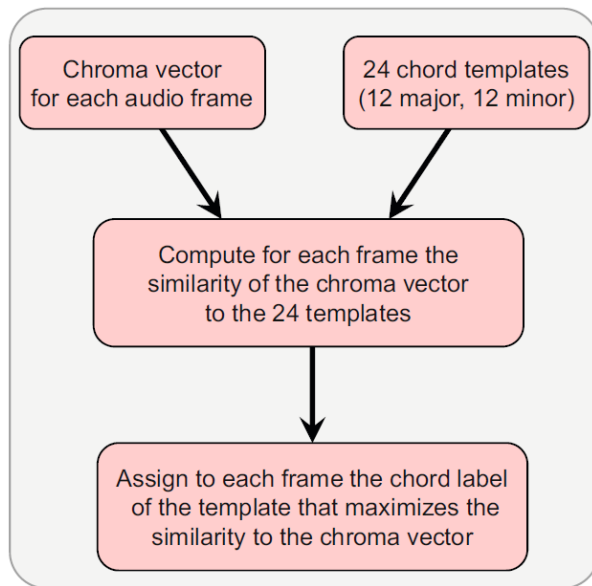 Chroma vector
for each audio frame
24 chord templates
(12 major, 12 minor)
Compute for each frame the
similarity of the chroma vector
to the 24 templates
Assign to each frame the chord label
of the template that maximizes the
similarity to the chroma vector